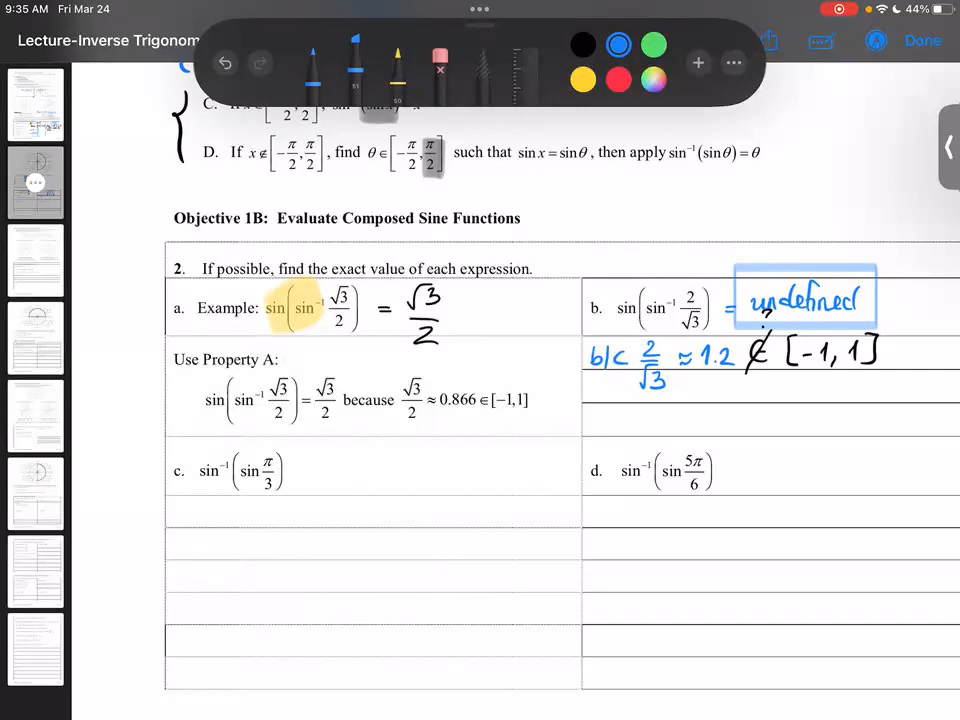 9:35 AM Fri Mar 24
44%
Lecture-Inverse Trigonom
Done
51
50
D. If x ∉ [−π/2, π/2], find θ ∈ [−π/2, π/2] such that sin x = sin θ, then apply sin⁻¹(sin θ) = θ
Objective 1B: Evaluate Composed Sine Functions
2. If possible, find the exact value of each expression.
a. Example: sin(sin⁻¹ √3/2) = √3/2
b. sin(sin⁻¹ 2/√3) = undefined
b/c 2/√3 ≈ 1.2 ∉ [-1, 1]
?
Use Property A:
sin(sin⁻¹ √3/2) = √3/2 because √3/2 ≈ 0.866 ∈ [−1,1]
c. sin⁻¹(sin π/3)
d. sin⁻¹(sin 5π/6)